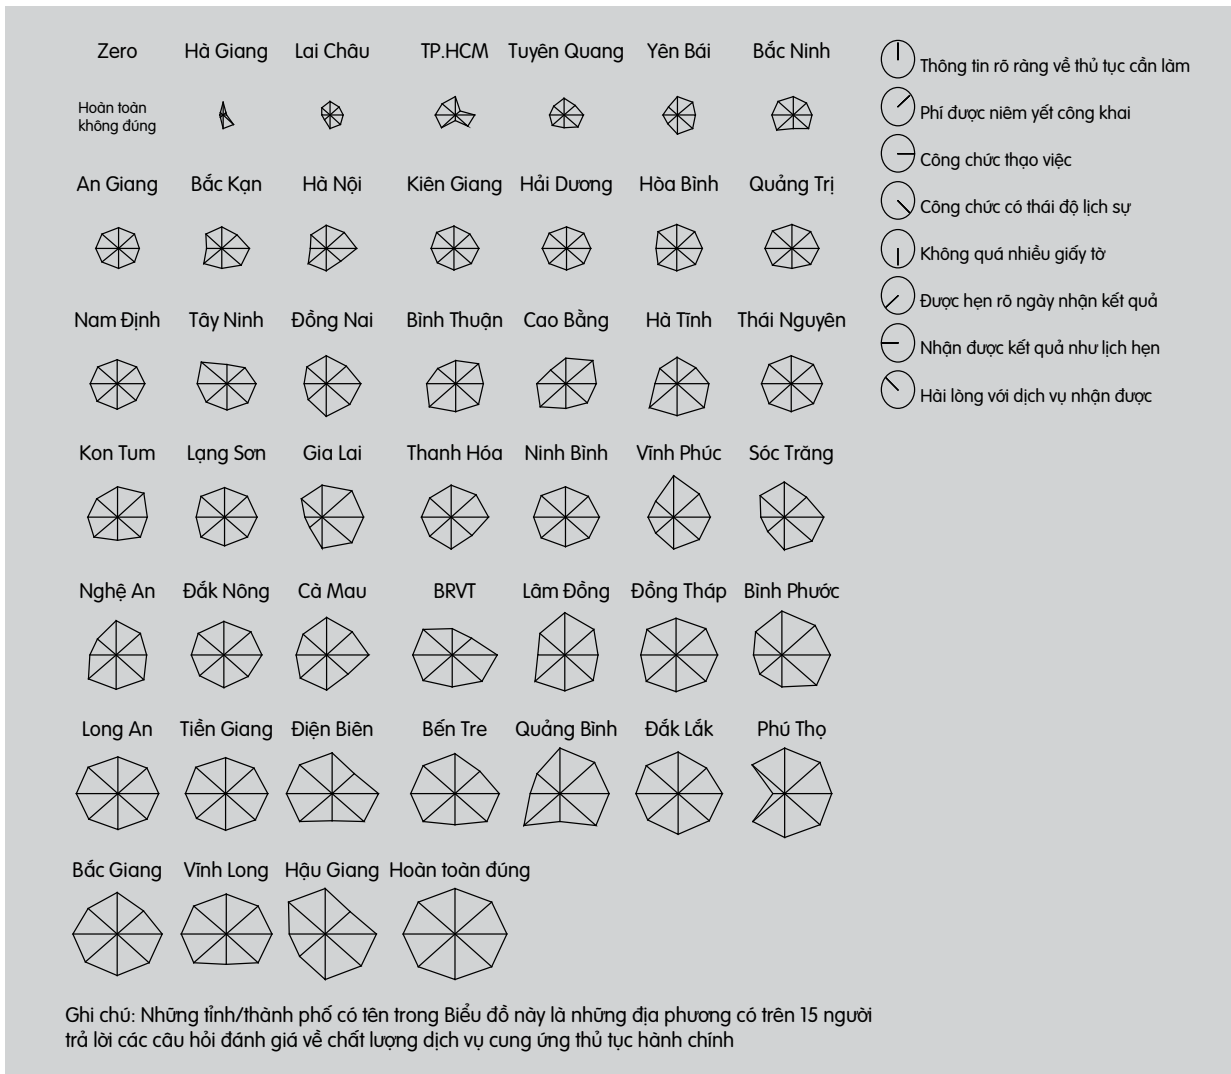 Zero Hà Giang Lai Châu TP.HCM Tuyên Quang Yên Bái Bắc Ninh
Hoàn toàn
không đúng
An Giang Bắc Kạn Hà Nội Kiên Giang Hải Dương Hòa Bình Quảng Trị
Nam Định Tây Ninh Đồng Nai Bình Thuận Cao Bằng Hà Tĩnh Thái Nguyên
Kon Tum Lạng Sơn Gia Lai Thanh Hóa Ninh Bình Vĩnh Phúc Sóc Trăng
Nghệ An Đắk Nông Cà Mau BRVT Lâm Đồng Đồng Tháp Bình Phước
Long An Tiền Giang Điện Biên Bến Tre Quảng Bình Đắk Lắk Phú Thọ
Bắc Giang Vĩnh Long Hậu Giang Hoàn toàn đúng
Thông tin rõ ràng về thủ tục cần làm
Phí được niêm yết công khai
Công chức thạo việc
Công chức có thái độ lịch sự
Không quá nhiều giấy tờ
Được hẹn rõ ngày nhận kết quả
Nhận được kết quả như lịch hẹn
Hài lòng với dịch vụ nhận được
Ghi chú: Những tỉnh/thành phố có tên trong Biểu đồ này là những địa phương có trên 15 người
trả lời các câu hỏi đánh giá về chất lượng dịch vụ cung ứng thủ tục hành chính